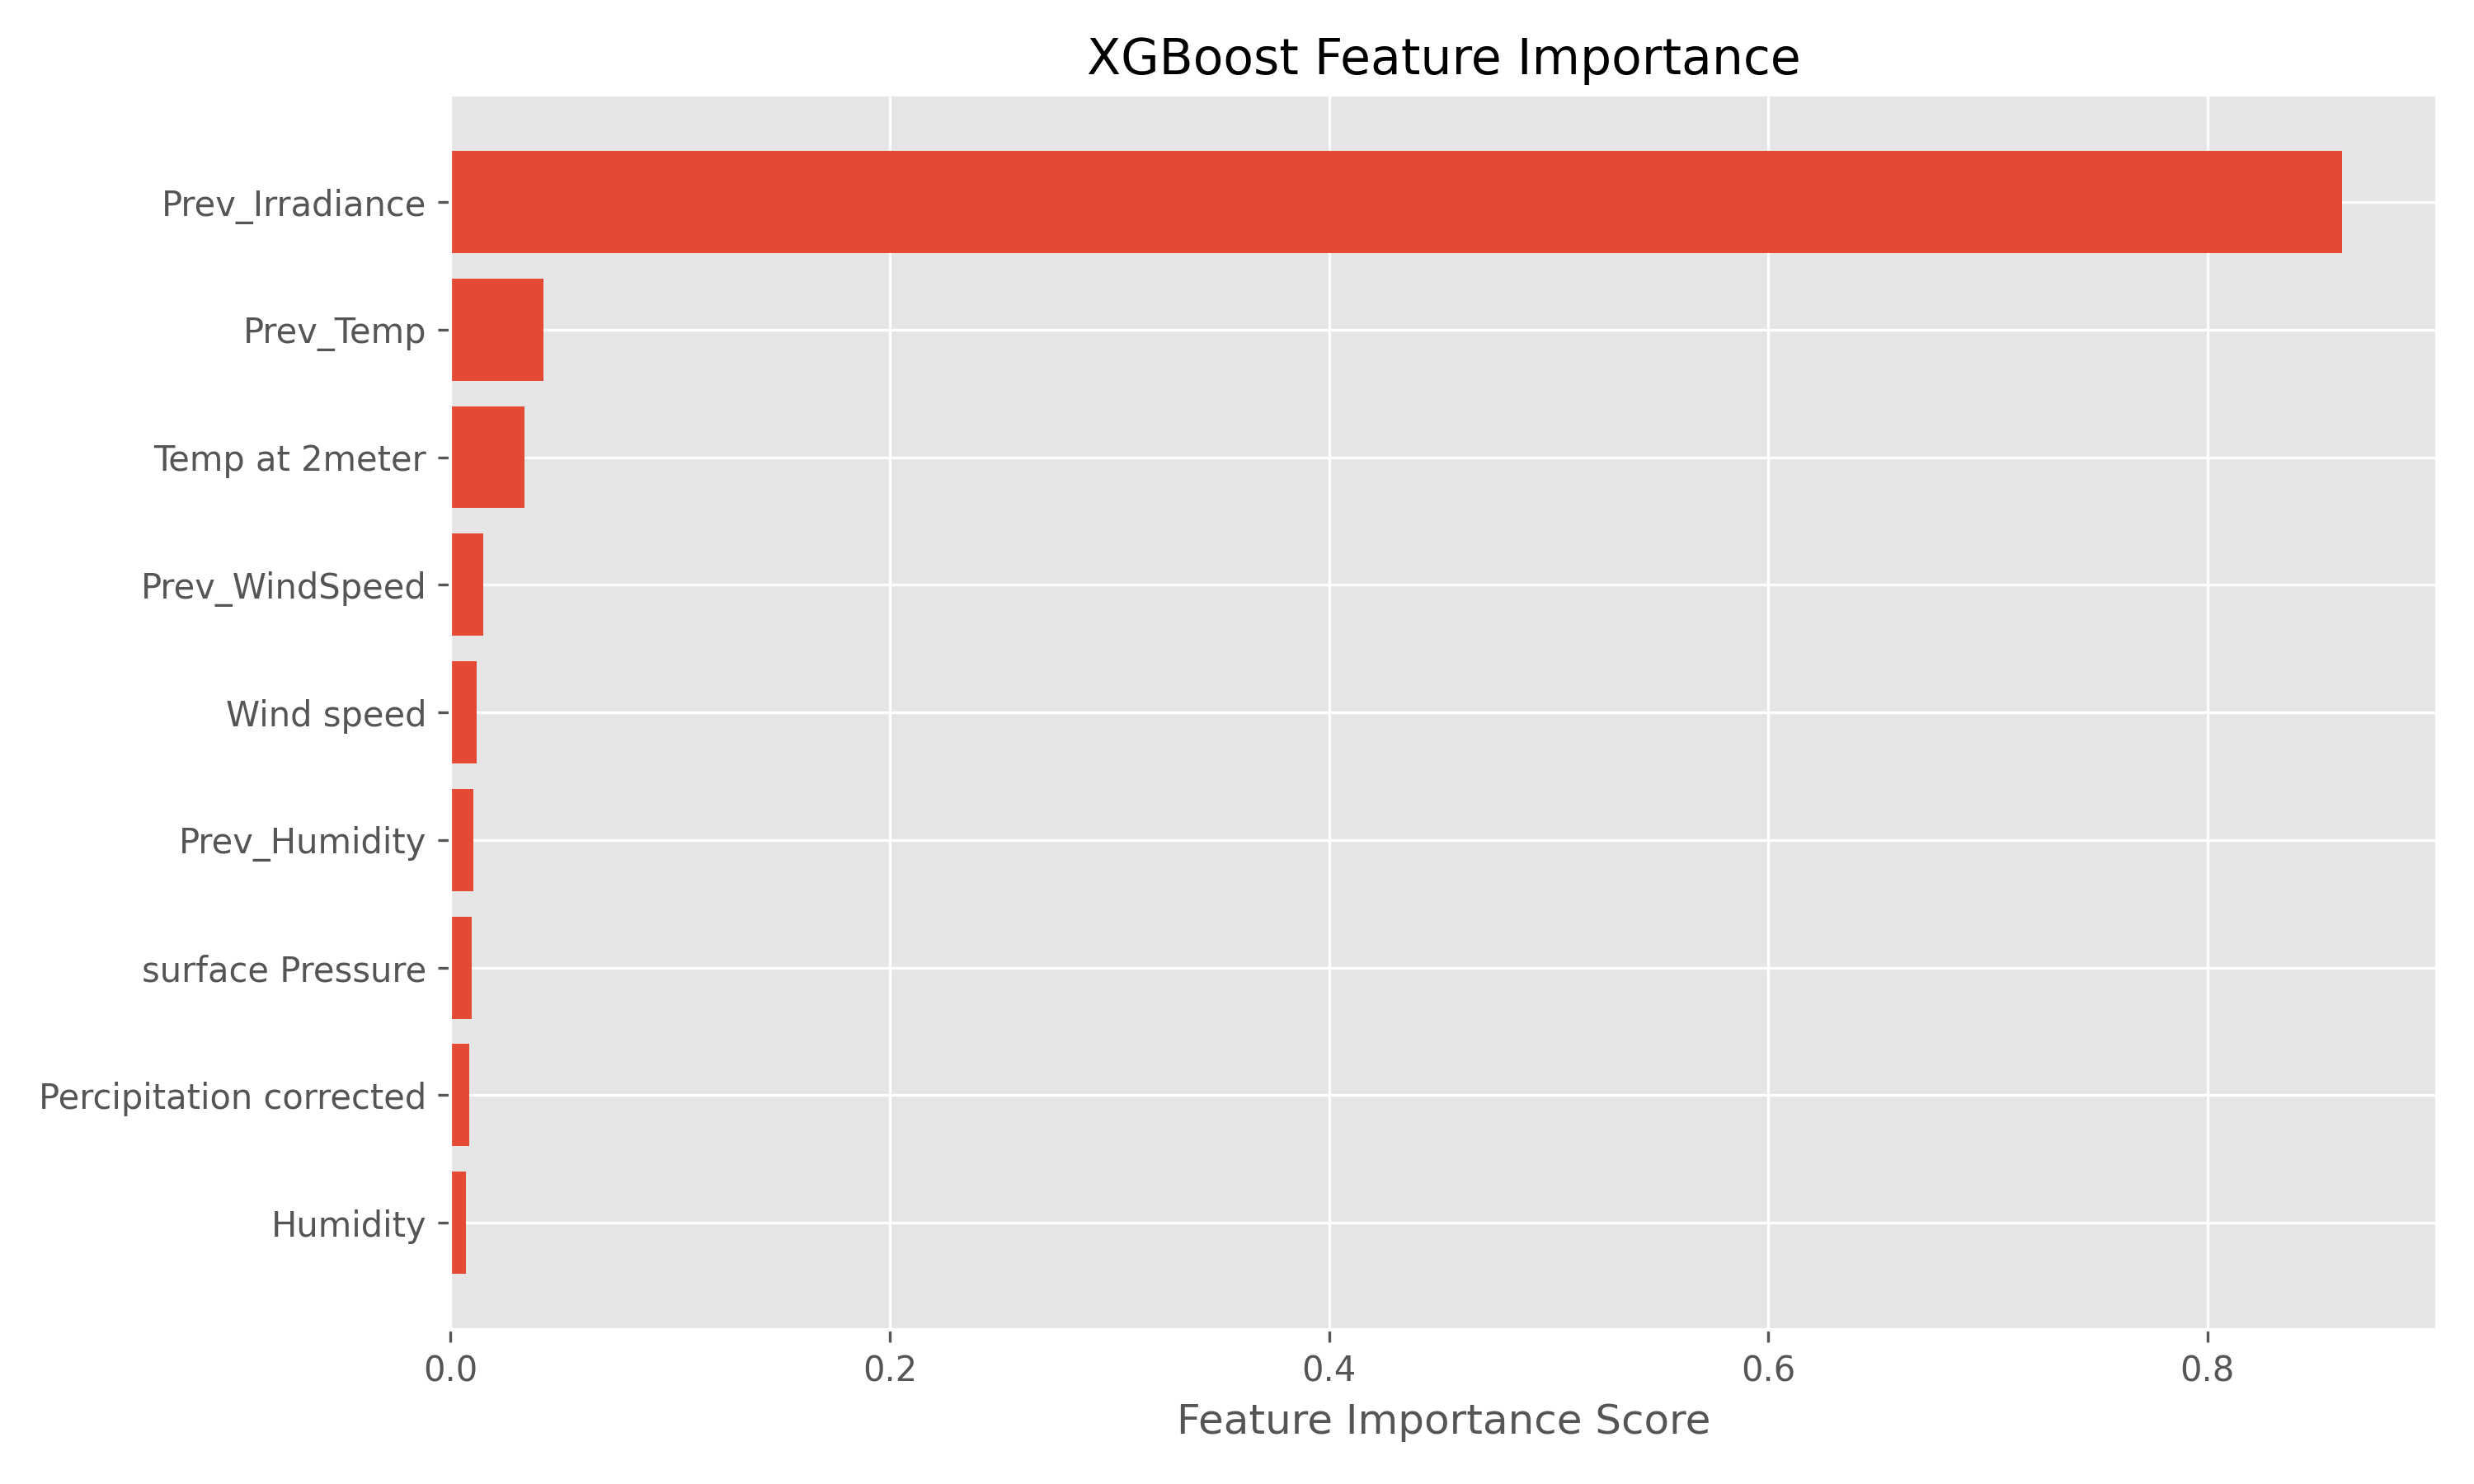 XGBoost Feature Importance
Prev_Irradiance
Prev_Temp
Temp at 2meter
Prev_WindSpeed
Wind speed
Prev_Humidity
surface Pressure
Percipitation corrected
Humidity
0.0 0.2 0.4 0.6 0.8
Feature Importance Score